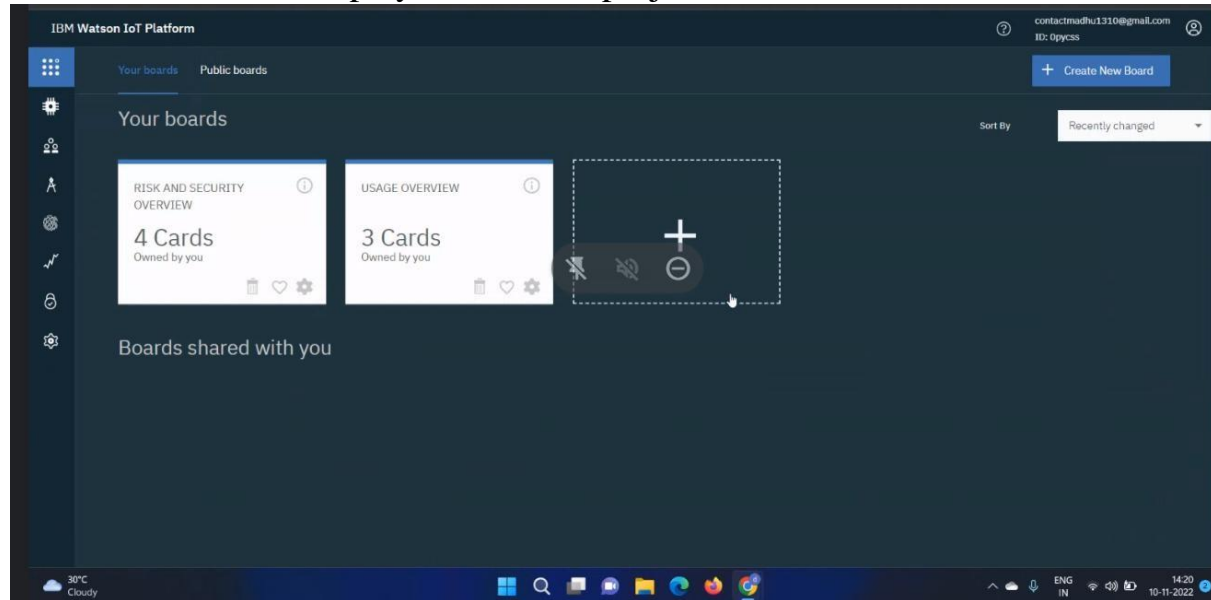 IBM Watson IoT Platform
contactmadhu1310@gmail.com
ID: 0pycss
Your boards Public boards
+ Create New Board
Your boards
Sort By Recently changed
RISK AND SECURITY
OVERVIEW
4 Cards
Owned by you
USAGE OVERVIEW
3 Cards
Owned by you
Boards shared with you
30°C
Cloudy
ENG
IN
14:20
10-11-2022
2